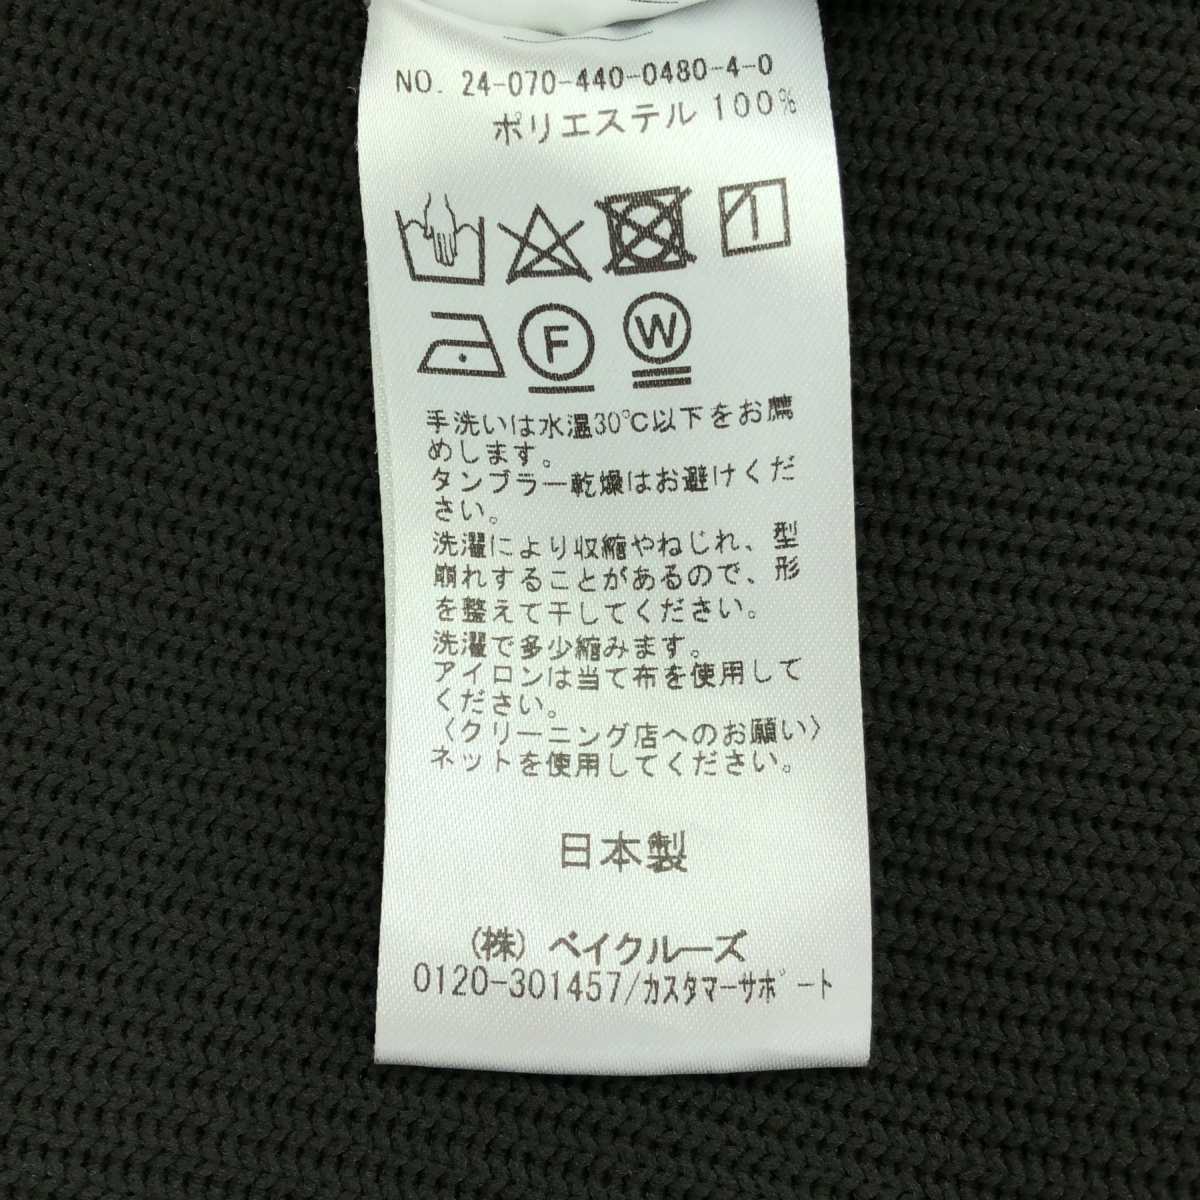 NO. 24-070-440-0480-4-0
ポリエステル 100%
F
W
手洗いは水温30℃以下をお薦
めします。
タンブラー乾燥はお避けくだ
さい。
洗濯により収縮やねじれ、型
崩れすることがあるので、形
を整えて干してください。
洗濯で多少縮みます。
アイロンは当て布を使用して
ください。
〈クリーニング店へのお願い〉
ネットを使用してください。
日本製
(株) ベイクルーズ
0120-301457/カスタマーサポート